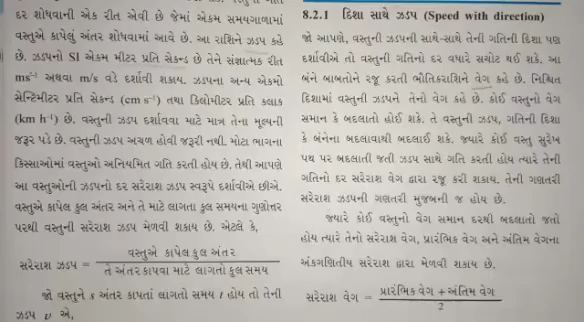 દર શોધવાની એક રીત એવી છે જેમાં એકમ સમયગાળામાં
વસ્તુએ કાપેલું અંતર શોધવામાં આવે છે. આ રાશિને ઝડપ કહે
છે. ઝડપનો SI એકમ મીટર પ્રતિ સેકન્ડ છે તેને સંજ્ઞાત્મક રીત
ms⁻¹ અથવા m/s વડે દર્શાવી શકાય. ઝડપના અન્ય એકમો
સેન્ટિમીટર પ્રતિ સેકન્ડ (cm s⁻¹) તથા કિલોમીટર પ્રતિ કલાક
(km h⁻¹) છે. વસ્તુની ઝડપ દર્શાવવા માટે માત્ર તેના મૂલ્યની
જરૂર પડે છે. વસ્તુની ઝડપ અચળ હોવી જરૂરી નથી. મોટા ભાગના
કિસ્સાઓમાં વસ્તુઓ અનિયમિત ગતિ કરતી હોય છે, તેથી આપણે
આ વસ્તુઓની ઝડપનો દર સરેરાશ ઝડપ સ્વરૂપે દર્શાવીએ છીએ.
વસ્તુએ કાપેલ કુલ અંતર અને તે માટે લાગતા કુલ સમયના ગુણોત્તર
પરથી વસ્તુની સરેરાશ ઝડપ મેળવી શકાય છે. એટલે કે,
વસ્તુએ કાપેલ કુલ અંતર
સરેરાશ ઝડપ =
તે અંતર કાપવા માટે લાગતો કુલ સમય
જો વસ્તુને s અંતર કાપતાં લાગતો સમય t હોય તો તેની
ઝડપ v એ,
8.2.1 દિશા સાથે ઝડપ (Speed with direction)
જો આપણે, વસ્તુની ઝડપની સાથે-સાથે તેની ગતિની દિશા પણ
દર્શાવીએ તો વસ્તુની ગતિનો દર વધારે સચોટ થઈ શકે. આ
બંને બાબતોને રજૂ કરતી ભૌતિકરાશિને વેગ કહે છે. નિશ્ચિત
દિશામાં વસ્તુની ઝડપને તેનો વેગ કહે છે. કોઈ વસ્તુનો વેગ
સમાન કે બદલાતો હોઈ શકે. તે વસ્તુની ઝડપ, ગતિની દિશા
કે બંનેના બદલાવાથી બદલાઈ શકે. જ્યારે કોઈ વસ્તુ સુરેખ
પથ પર બદલાતી જતી ઝડપ સાથે ગતિ કરતી હોય ત્યારે તેની
ગતિનો દર સરેરાશ વેગ દ્વારા રજૂ કરી શકાય. તેની ગણતરી
સરેરાશ ઝડપની ગણતરી મુજબની જ હોય છે.
જ્યારે કોઈ વસ્તુનો વેગ સમાન દરથી બદલાતો જતો
હોય ત્યારે તેનો સરેરાશ વેગ, પ્રારંભિક વેગ અને અંતિમ વેગના
અંકગણિતીય સરેરાશ દ્વારા મેળવી શકાય છે.
પ્રારંભિક વેગ + અંતિમ વેગ
સરેરાશ વેગ =
2